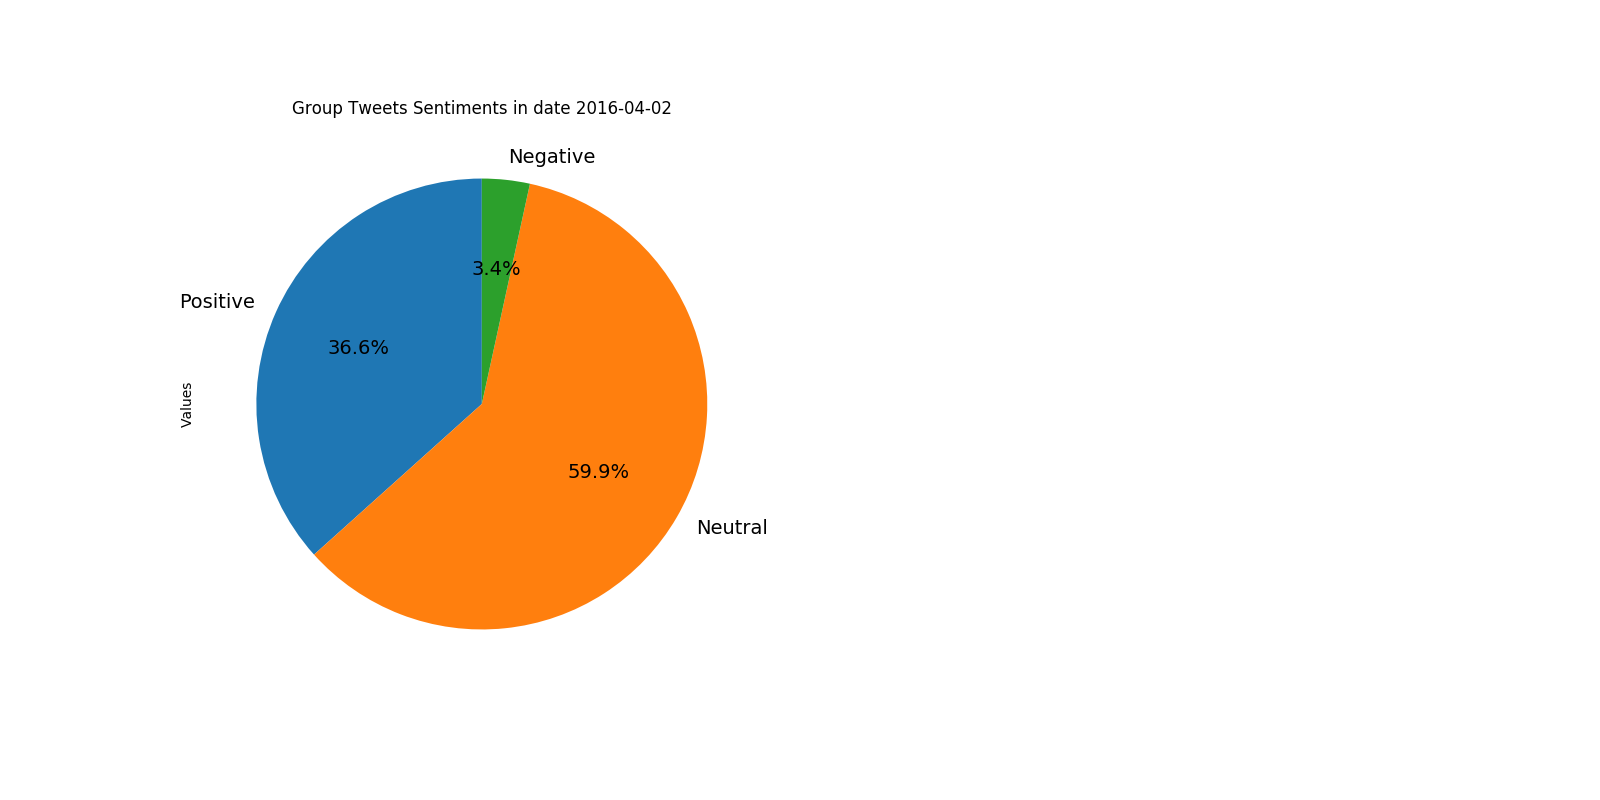 Group Tweets Sentiments in date 2016-04-02
Negative
3.4%
Positive
36.6%
Values
59.9%
Neutral